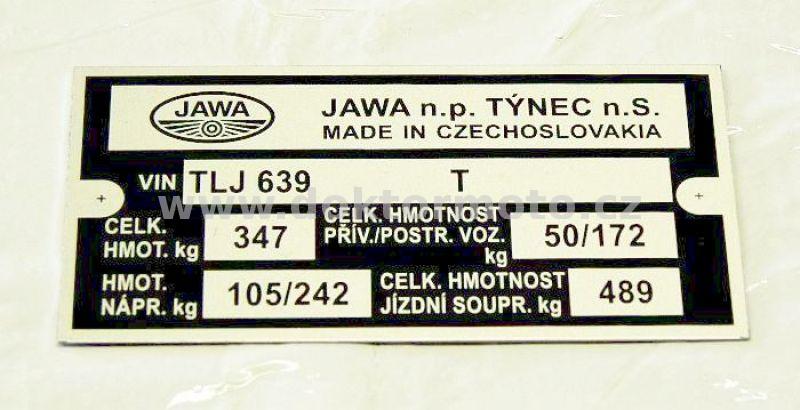 JAWA
JAWA n.p. TÝNEC n.S.
MADE IN CZECHOSLOVAKIA
VIN TLJ 639 T
www.doktormoto.cz
CELK. HMOT. kg 347
CELK. HMOTNOST PŘÍV./POSTR. VOZ. kg 50/172
HMOT. NÁPR. kg 105/242
CELK. HMOTNOST JÍZDNÍ SOUPR. kg 489